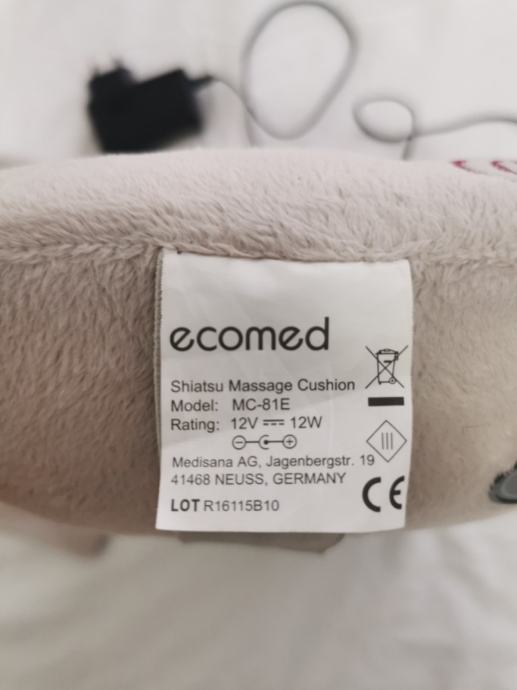 ecomed
Shiatsu Massage Cushion
Model: MC-81E
Rating: 12V ⎓ 12W
Medisana AG, Jagenbergstr. 19
41468 NEUSS, GERMANY
LOT R16115B10
CE